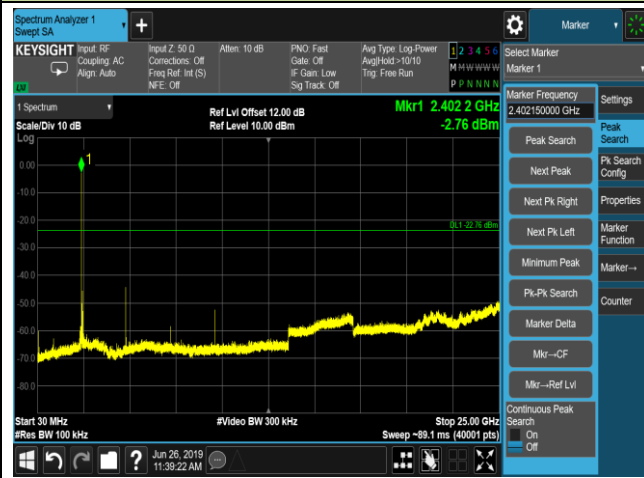 Spectrum Analyzer 1
Swept SA
Marker
KEYSIGHT
Input: RF
Coupling: AC
Align: Auto
Input Z: 50 Ω
Corrections: Off
Freq Ref: Int (S)
NFE: Off
Atten: 10 dB
PNO: Fast
Gate: Off
IF Gain: Low
Sig Track: Off
Avg Type: Log-Power
Avg|Hold:>10/10
Trig: Free Run
1 2 3 4 5 6
M W W W W W
P P N N N N
Select Marker
Marker 1
1 Spectrum
Scale/Div 10 dB
Log
Ref Lvl Offset 12.00 dB
Ref Level 10.00 dBm
Mkr1 2.402 2 GHz
-2.76 dBm
1
0.00
-10.0
-20.0
-30.0
-40.0
-50.0
-60.0
-70.0
-80.0
DL1 -22.76 dBm
Start 30 MHz
#Res BW 100 kHz
#Video BW 300 kHz
Stop 25.00 GHz
Sweep ~89.1 ms (40001 pts)
Marker Frequency
2.402150000 GHz
Peak Search
Next Peak
Next Pk Right
Next Pk Left
Minimum Peak
Pk-Pk Search
Marker Delta
Mkr→CF
Mkr→Ref Lvl
Continuous Peak
Search
On
Off
Settings
Peak
Search
Pk Search
Config
Properties
Marker
Function
Marker→
Counter
?
Jun 26, 2019
11:39:22 AM